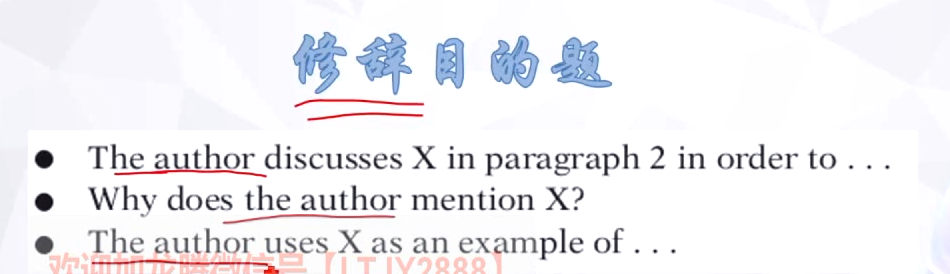 修辞目的题
● The author discusses X in paragraph 2 in order to . . .
● Why does the author mention X?
● The author uses X as an example of . . .
欢迎加龙腾微信号【LTJY2888】